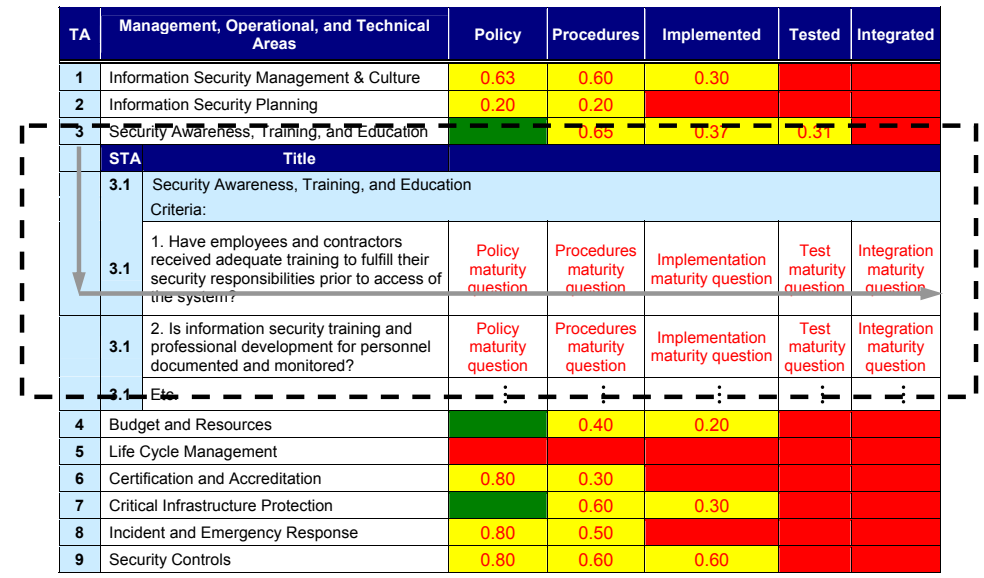 TA Management, Operational, and Technical Areas Policy Procedures Implemented Tested Integrated
1 Information Security Management & Culture 0.63 0.60 0.30
2 Information Security Planning 0.20 0.20
3 Security Awareness, Training, and Education 0.65 0.37 0.31
STA Title
3.1 Security Awareness, Training, and Education
Criteria:
3.1 1. Have employees and contractors received adequate training to fulfill their security responsibilities prior to access of the system? Policy maturity question Procedures maturity question Implementation maturity question Test maturity question Integration maturity question
3.1 2. Is information security training and professional development for personnel documented and monitored? Policy maturity question Procedures maturity question Implementation maturity question Test maturity question Integration maturity question
3.1 Etc. ⋮ ⋮ ⋮ ⋮ ⋮
4 Budget and Resources 0.40 0.20
5 Life Cycle Management
6 Certification and Accreditation 0.80 0.30
7 Critical Infrastructure Protection 0.60 0.30
8 Incident and Emergency Response 0.80 0.50
9 Security Controls 0.80 0.60 0.60